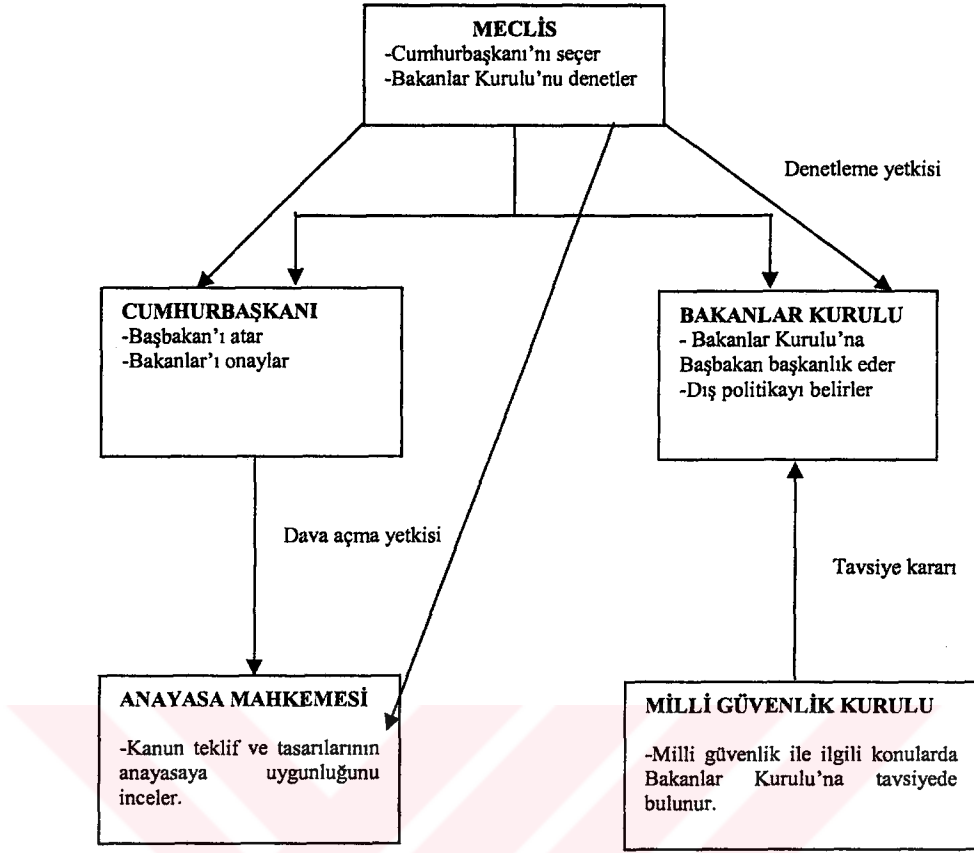 MECLİS
-Cumhurbaşkanı'nı seçer
-Bakanlar Kurulu'nu denetler
Denetleme yetkisi
CUMHURBAŞKANI
-Başbakan'ı atar
-Bakanlar'ı onaylar
BAKANLAR KURULU
- Bakanlar Kurulu'na
Başbakan başkanlık eder
-Dış politikayı belirler
Dava açma yetkisi
Tavsiye kararı
ANAYASA MAHKEMESİ
-Kanun teklif ve tasarılarının
anayasaya uygunluğunu
inceler.
MİLLİ GÜVENLİK KURULU
-Milli güvenlik ile ilgili konularda
Bakanlar Kurulu'na tavsiyede
bulunur.